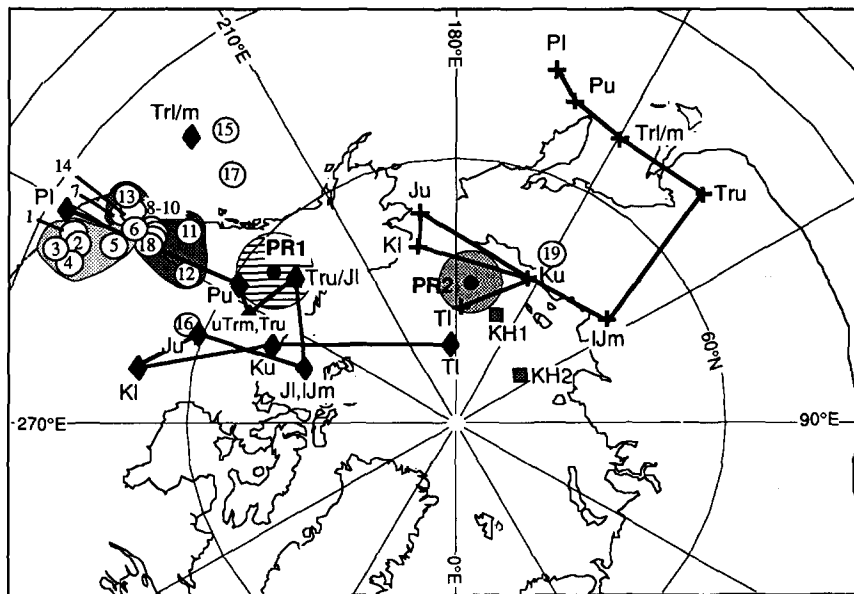 210°E
180°E
Pl
Pu
Trl/m
Trl/m
15
14
17
Tru
Pl
7
13
8-10
Ju
1
6
11
Kl
3
2
5
18
PR1
19
4
12
Tru/Jl
PR2
Ku
Pu
Tl
KH1
lJm
16
uTrm,Tru
Ju
60°N
Ku
Tl
KH2
Kl
Jl,lJm
270°E
90°E
0°E